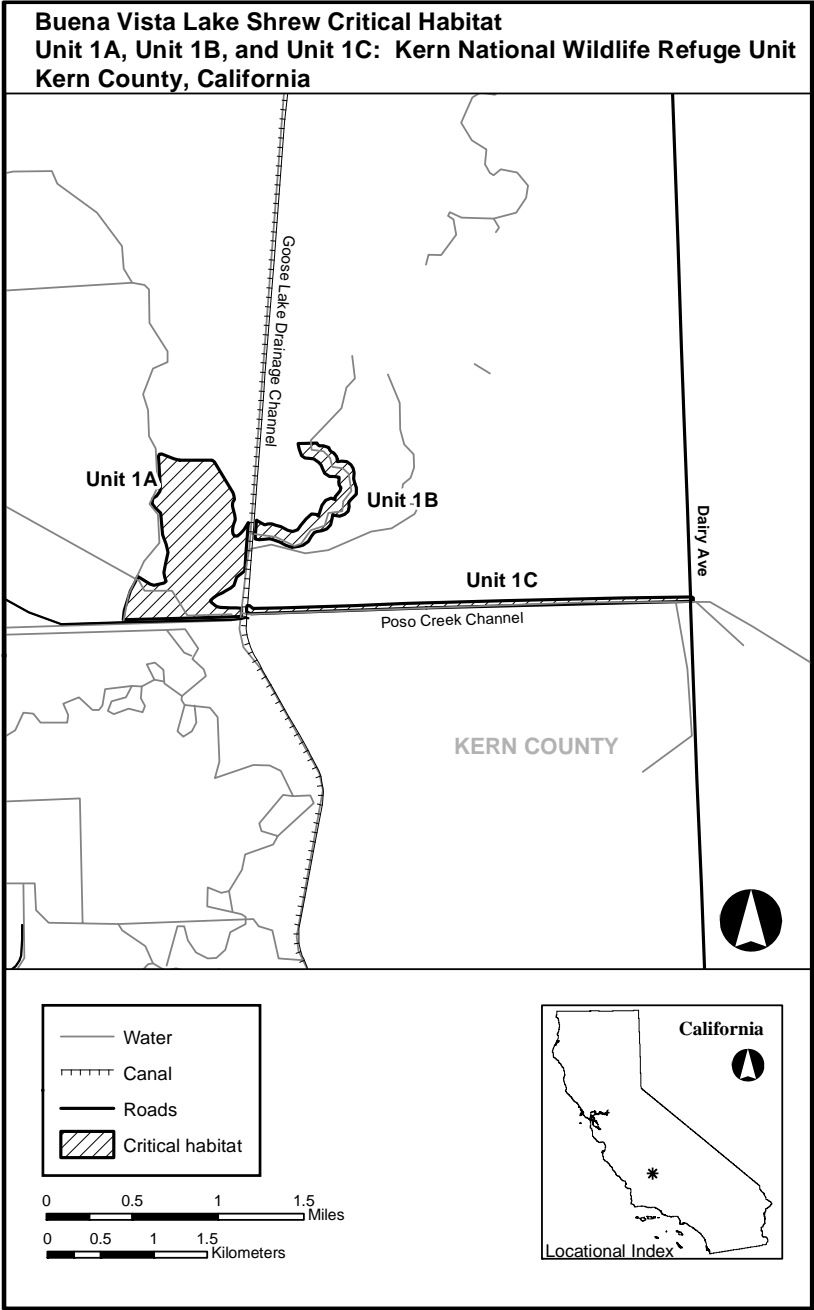 Buena Vista Lake Shrew Critical Habitat
Unit 1A, Unit 1B, and Unit 1C: Kern National Wildlife Refuge Unit
Kern County, California
Goose Lake Drainage Channel
Unit 1A
Unit 1B
Dairy Ave
Unit 1C
Poso Creek Channel
KERN COUNTY
Water
Canal
Roads
Critical habitat
0 0.5 1 1.5
Miles
0 0.5 1 1.5
Kilometers
California
Locational Index